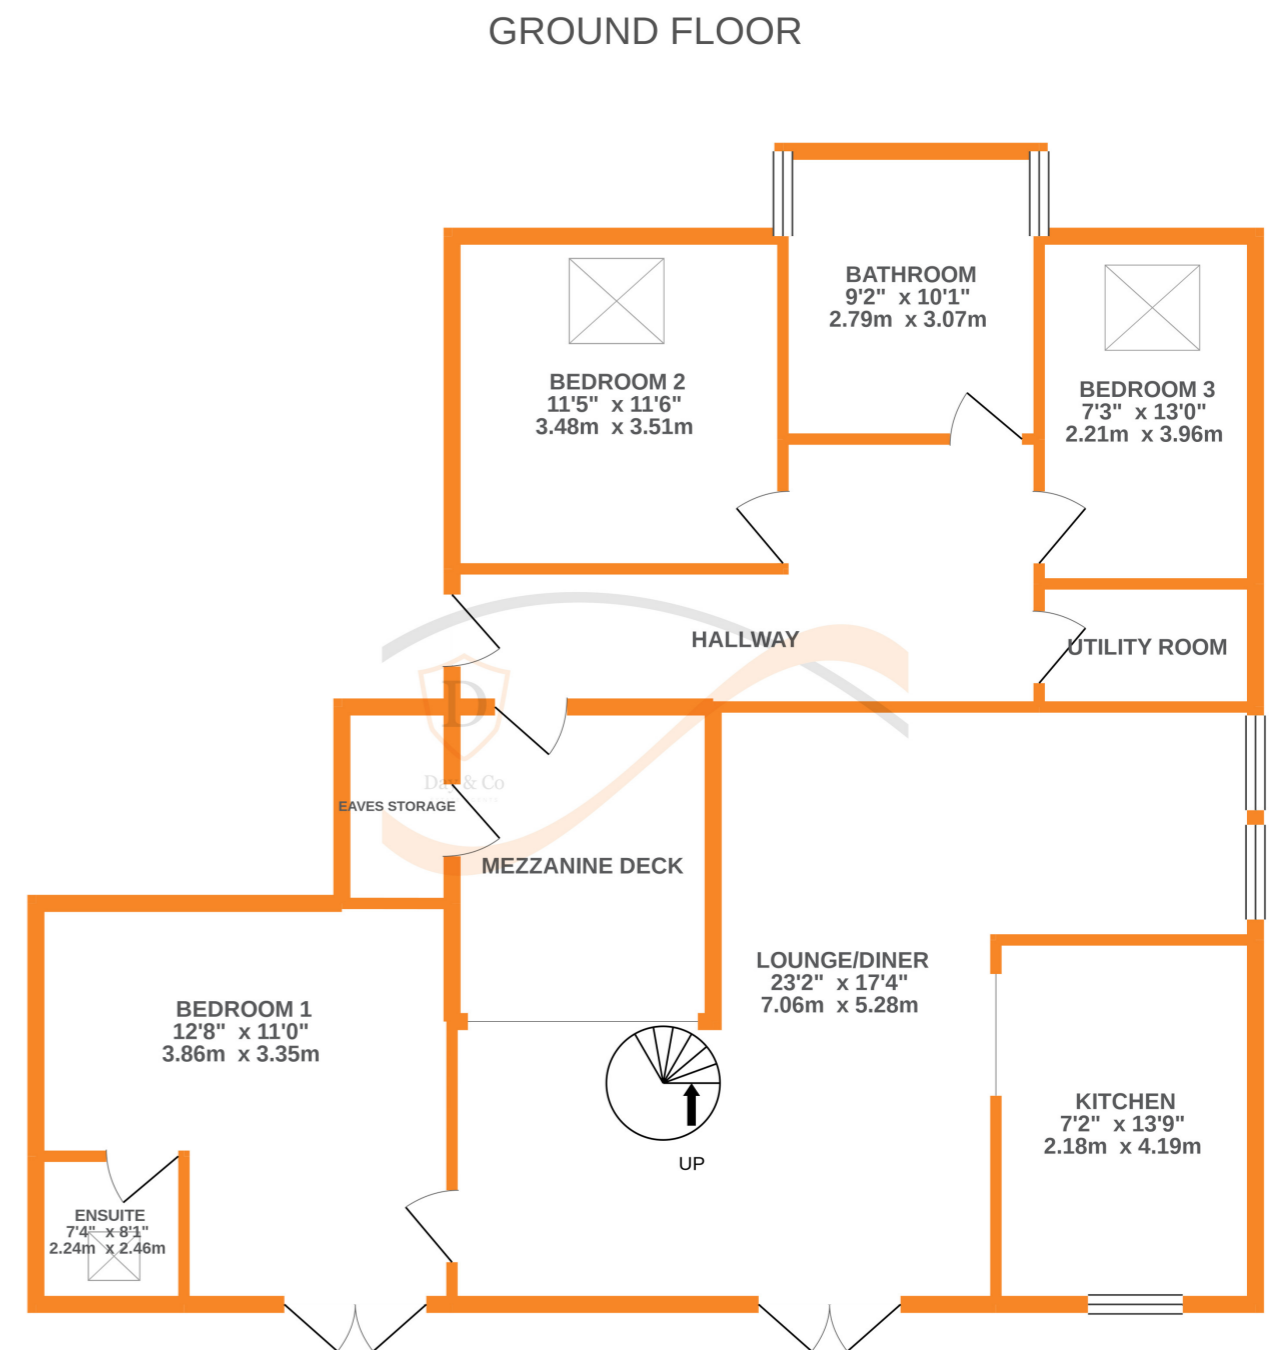 GROUND FLOOR
BATHROOM
9'2" x 10'1"
2.79m x 3.07m
BEDROOM 2
11'5" x 11'6"
3.48m x 3.51m
BEDROOM 3
7'3" x 13'0"
2.21m x 3.96m
HALLWAY
UTILITY ROOM
D
Day & Co
EAVES STORAGE
MEZZANINE DECK
LOUNGE/DINER
23'2" x 17'4"
7.06m x 5.28m
BEDROOM 1
12'8" x 11'0"
3.86m x 3.35m
KITCHEN
7'2" x 13'9"
2.18m x 4.19m
UP
ENSUITE
7'4" x 8'1"
2.24m x 2.46m